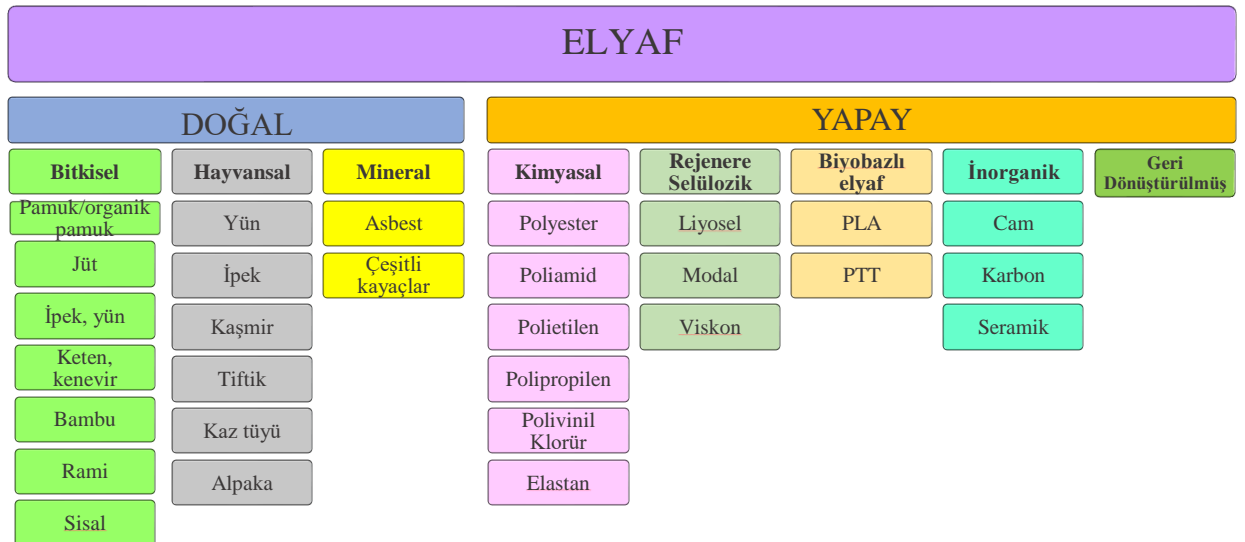 ELYAF
DOĞAL
YAPAY
Bitkisel
Hayvansal
Mineral
Kimyasal
Rejenere
Selülozik
Biyobazlı
elyaf
İnorganik
Geri
Dönüştürülmüş
Pamuk/organik
pamuk
Jüt
İpek, yün
Keten,
kenevir
Bambu
Rami
Sisal
Yün
İpek
Kaşmir
Tiftik
Kaz tüyü
Alpaka
Asbest
Çeşitli
kayaçlar
Polyester
Poliamid
Polietilen
Polipropilen
Polivinil
Klorür
Elastan
Liyosel
Modal
Viskon
PLA
PTT
Cam
Karbon
Seramik